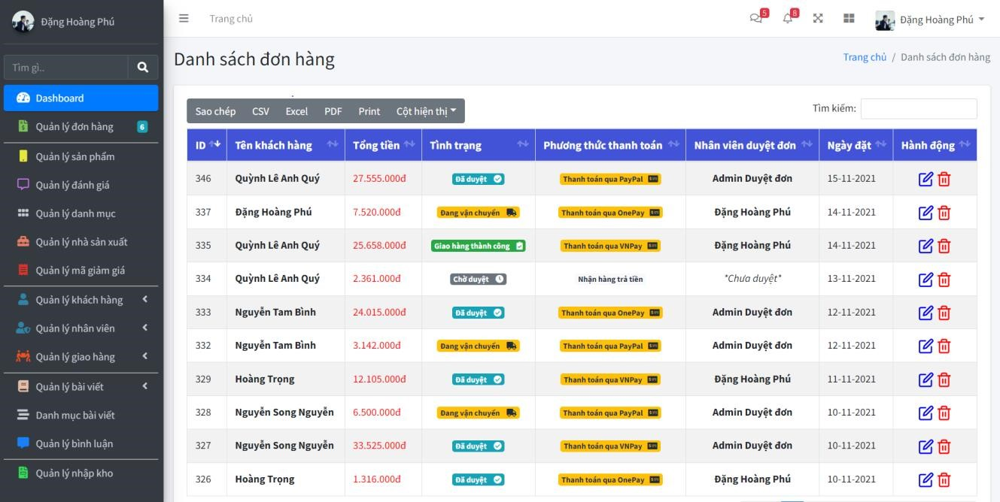 Đặng Hoàng Phú
Tìm gì..
Dashboard
Quản lý đơn hàng 6
Quản lý sản phẩm
Quản lý đánh giá
Quản lý danh mục
Quản lý nhà sản xuất
Quản lý mã giảm giá
Quản lý khách hàng
Quản lý nhân viên
Quản lý giao hàng
Quản lý bài viết
Danh mục bài viết
Quản lý bình luận
Quản lý nhập kho
Trang chủ 5 8 Đặng Hoàng Phú
Danh sách đơn hàng Trang chủ / Danh sách đơn hàng
Sao chép CSV Excel PDF Print Cột hiện thị Tìm kiếm:
ID Tên khách hàng Tổng tiền Tình trạng Phương thức thanh toán Nhân viên duyệt đơn Ngày đặt Hành động
346 Quỳnh Lê Anh Quý 27.555.000đ Đã duyệt Thanh toán qua PayPal Admin Duyệt đơn 15-11-2021
337 Đặng Hoàng Phú 7.520.000đ Đang vận chuyển Thanh toán qua OnePay Đặng Hoàng Phú 14-11-2021
335 Quỳnh Lê Anh Quý 25.658.000đ Giao hàng thành công Thanh toán qua VNPay Đặng Hoàng Phú 14-11-2021
334 Quỳnh Lê Anh Quý 2.361.000đ Chờ duyệt Nhận hàng trả tiền *Chưa duyệt* 13-11-2021
333 Nguyễn Tam Bình 24.015.000đ Đã duyệt Thanh toán qua OnePay Admin Duyệt đơn 12-11-2021
332 Nguyễn Tam Bình 3.142.000đ Đang vận chuyển Thanh toán qua PayPal Admin Duyệt đơn 12-11-2021
329 Hoàng Trọng 12.105.000đ Đã duyệt Thanh toán qua VNPay Đặng Hoàng Phú 11-11-2021
328 Nguyễn Song Nguyễn 6.500.000đ Đang vận chuyển Thanh toán qua PayPal Admin Duyệt đơn 10-11-2021
327 Nguyễn Song Nguyễn 33.525.000đ Đã duyệt Thanh toán qua VNPay Admin Duyệt đơn 10-11-2021
326 Hoàng Trọng 1.316.000đ Đã duyệt Thanh toán qua OnePay Đặng Hoàng Phú 10-11-2021